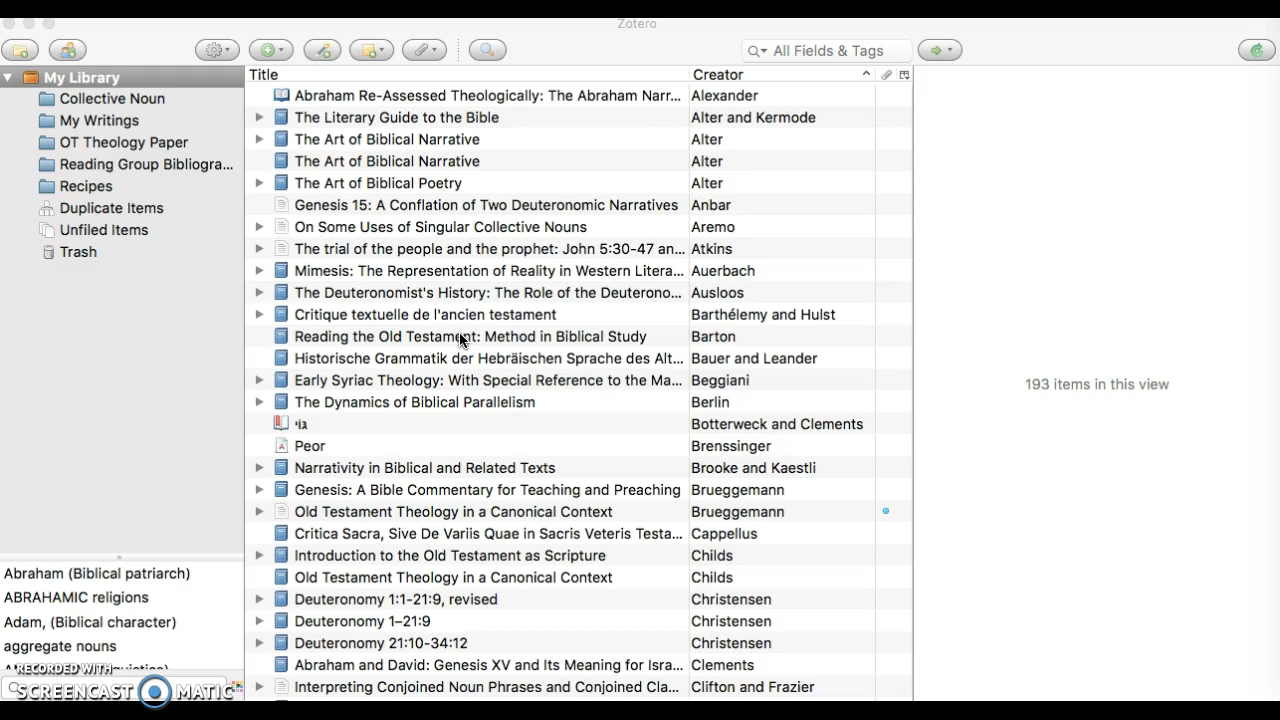 Zotero
All Fields & Tags
My Library
Collective Noun
My Writings
OT Theology Paper
Reading Group Bibliogra...
Recipes
Duplicate Items
Unfiled Items
Trash
Abraham (Biblical patriarch)
ABRAHAMIC religions
Adam, (Biblical character)
aggregate nouns
RECORDED WITH
SCREENCAST MATIC
Title Creator
Abraham Re-Assessed Theologically: The Abraham Narr... Alexander
The Literary Guide to the Bible Alter and Kermode
The Art of Biblical Narrative Alter
The Art of Biblical Narrative Alter
The Art of Biblical Poetry Alter
Genesis 15: A Conflation of Two Deuteronomic Narratives Anbar
On Some Uses of Singular Collective Nouns Aremo
The trial of the people and the prophet: John 5:30-47 an... Atkins
Mimesis: The Representation of Reality in Western Litera... Auerbach
The Deuteronomist's History: The Role of the Deuterono... Ausloos
Critique textuelle de l'ancien testament Barthélemy and Hulst
Reading the Old Testament: Method in Biblical Study Barton
Historische Grammatik der Hebräischen Sprache des Alt... Bauer and Leander
Early Syriac Theology: With Special Reference to the Ma... Beggiani
The Dynamics of Biblical Parallelism Berlin
גּוֹי Botterweck and Clements
Peor Brenssinger
Narrativity in Biblical and Related Texts Brooke and Kaestli
Genesis: A Bible Commentary for Teaching and Preaching Brueggemann
Old Testament Theology in a Canonical Context Brueggemann
Critica Sacra, Sive De Variis Quae in Sacris Veteris Testa... Cappellus
Introduction to the Old Testament as Scripture Childs
Old Testament Theology in a Canonical Context Childs
Deuteronomy 1:1-21:9, revised Christensen
Deuteronomy 1–21:9 Christensen
Deuteronomy 21:10-34:12 Christensen
Abraham and David: Genesis XV and Its Meaning for Isra... Clements
Interpreting Conjoined Noun Phrases and Conjoined Cla... Clifton and Frazier
193 items in this view